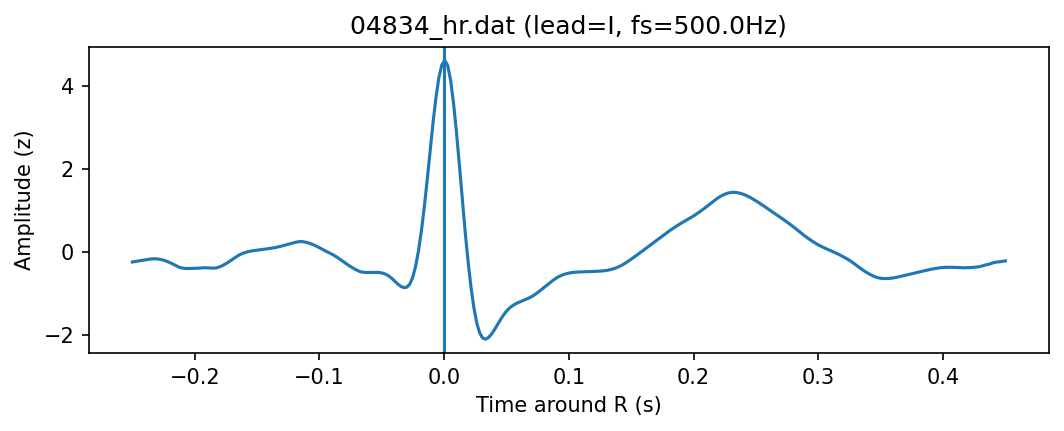 04834_hr.dat (lead=I, fs=500.0Hz)
Amplitude (z)
4
2
0
−2
−0.2 −0.1 0.0 0.1 0.2 0.3 0.4
Time around R (s)